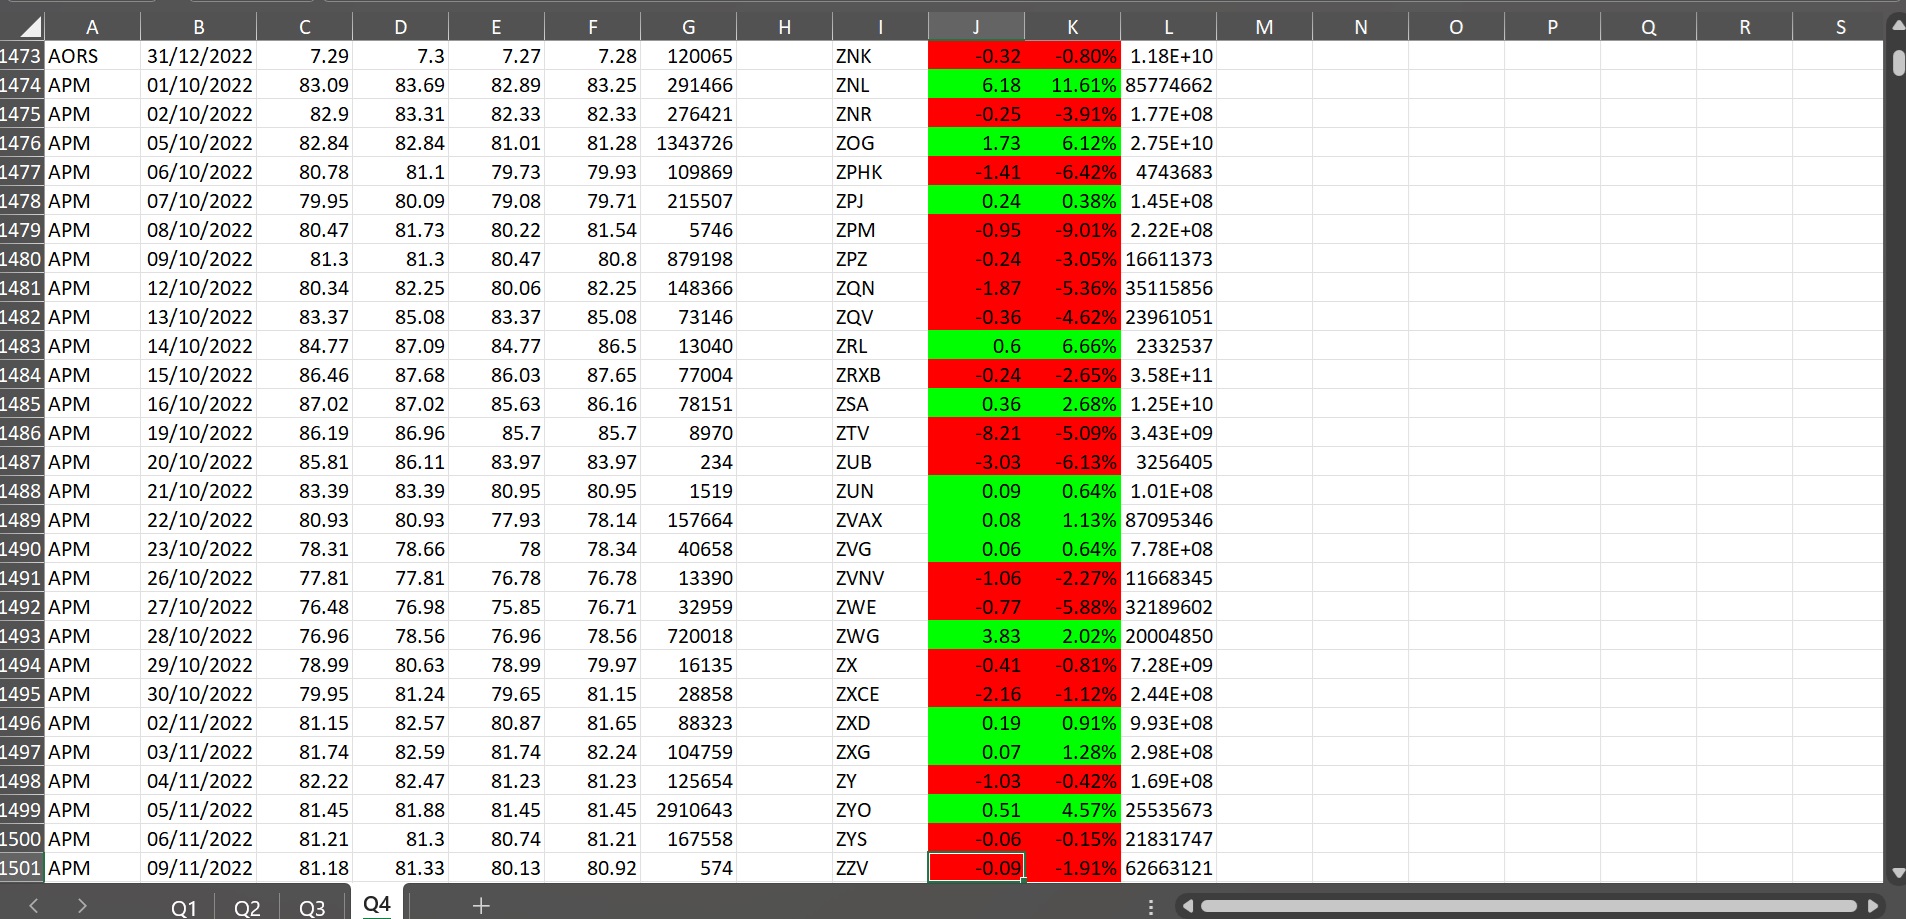 A B C D E F G H I J K L M N O P Q R S
1473 AORS 31/12/2022 7.29 7.3 7.27 7.28 120065 ZNK -0.32 -0.80% 1.18E+10
1474 APM 01/10/2022 83.09 83.69 82.89 83.25 291466 ZNL 6.18 11.61% 85774662
1475 APM 02/10/2022 82.9 83.31 82.33 82.33 276421 ZNR -0.25 -3.91% 1.77E+08
1476 APM 05/10/2022 82.84 82.84 81.01 81.28 1343726 ZOG 1.73 6.12% 2.75E+10
1477 APM 06/10/2022 80.78 81.1 79.73 79.93 109869 ZPHK -1.41 -6.42% 4743683
1478 APM 07/10/2022 79.95 80.09 79.08 79.71 215507 ZPJ 0.24 0.38% 1.45E+08
1479 APM 08/10/2022 80.47 81.73 80.22 81.54 5746 ZPM -0.95 -9.01% 2.22E+08
1480 APM 09/10/2022 81.3 81.3 80.47 80.8 879198 ZPZ -0.24 -3.05% 16611373
1481 APM 12/10/2022 80.34 82.25 80.06 82.25 148366 ZQN -1.87 -5.36% 35115856
1482 APM 13/10/2022 83.37 85.08 83.37 85.08 73146 ZQV -0.36 -4.62% 23961051
1483 APM 14/10/2022 84.77 87.09 84.77 86.5 13040 ZRL 0.6 6.66% 2332537
1484 APM 15/10/2022 86.46 87.68 86.03 87.65 77004 ZRXB -0.24 -2.65% 3.58E+11
1485 APM 16/10/2022 87.02 87.02 85.63 86.16 78151 ZSA 0.36 2.68% 1.25E+10
1486 APM 19/10/2022 86.19 86.96 85.7 85.7 8970 ZTV -8.21 -5.09% 3.43E+09
1487 APM 20/10/2022 85.81 86.11 83.97 83.97 234 ZUB -3.03 -6.13% 3256405
1488 APM 21/10/2022 83.39 83.39 80.95 80.95 1519 ZUN 0.09 0.64% 1.01E+08
1489 APM 22/10/2022 80.93 80.93 77.93 78.14 157664 ZVAX 0.08 1.13% 87095346
1490 APM 23/10/2022 78.31 78.66 78 78.34 40658 ZVG 0.06 0.64% 7.78E+08
1491 APM 26/10/2022 77.81 77.81 76.78 76.78 13390 ZVNV -1.06 -2.27% 11668345
1492 APM 27/10/2022 76.48 76.98 75.85 76.71 32959 ZWE -0.77 -5.88% 32189602
1493 APM 28/10/2022 76.96 78.56 76.96 78.56 720018 ZWG 3.83 2.02% 20004850
1494 APM 29/10/2022 78.99 80.63 78.99 79.97 16135 ZX -0.41 -0.81% 7.28E+09
1495 APM 30/10/2022 79.95 81.24 79.65 81.15 28858 ZXCE -2.16 -1.12% 2.44E+08
1496 APM 02/11/2022 81.15 82.57 80.87 81.65 88323 ZXD 0.19 0.91% 9.93E+08
1497 APM 03/11/2022 81.74 82.59 81.74 82.24 104759 ZXG 0.07 1.28% 2.98E+08
1498 APM 04/11/2022 82.22 82.47 81.23 81.23 125654 ZY -1.03 -0.42% 1.69E+08
1499 APM 05/11/2022 81.45 81.88 81.45 81.45 2910643 ZYO 0.51 4.57% 25535673
1500 APM 06/11/2022 81.21 81.3 80.74 81.21 167558 ZYS -0.06 -0.15% 21831747
1501 APM 09/11/2022 81.18 81.33 80.13 80.92 574 ZZV -0.09 -1.91% 62663121
Q1 Q2 Q3 Q4